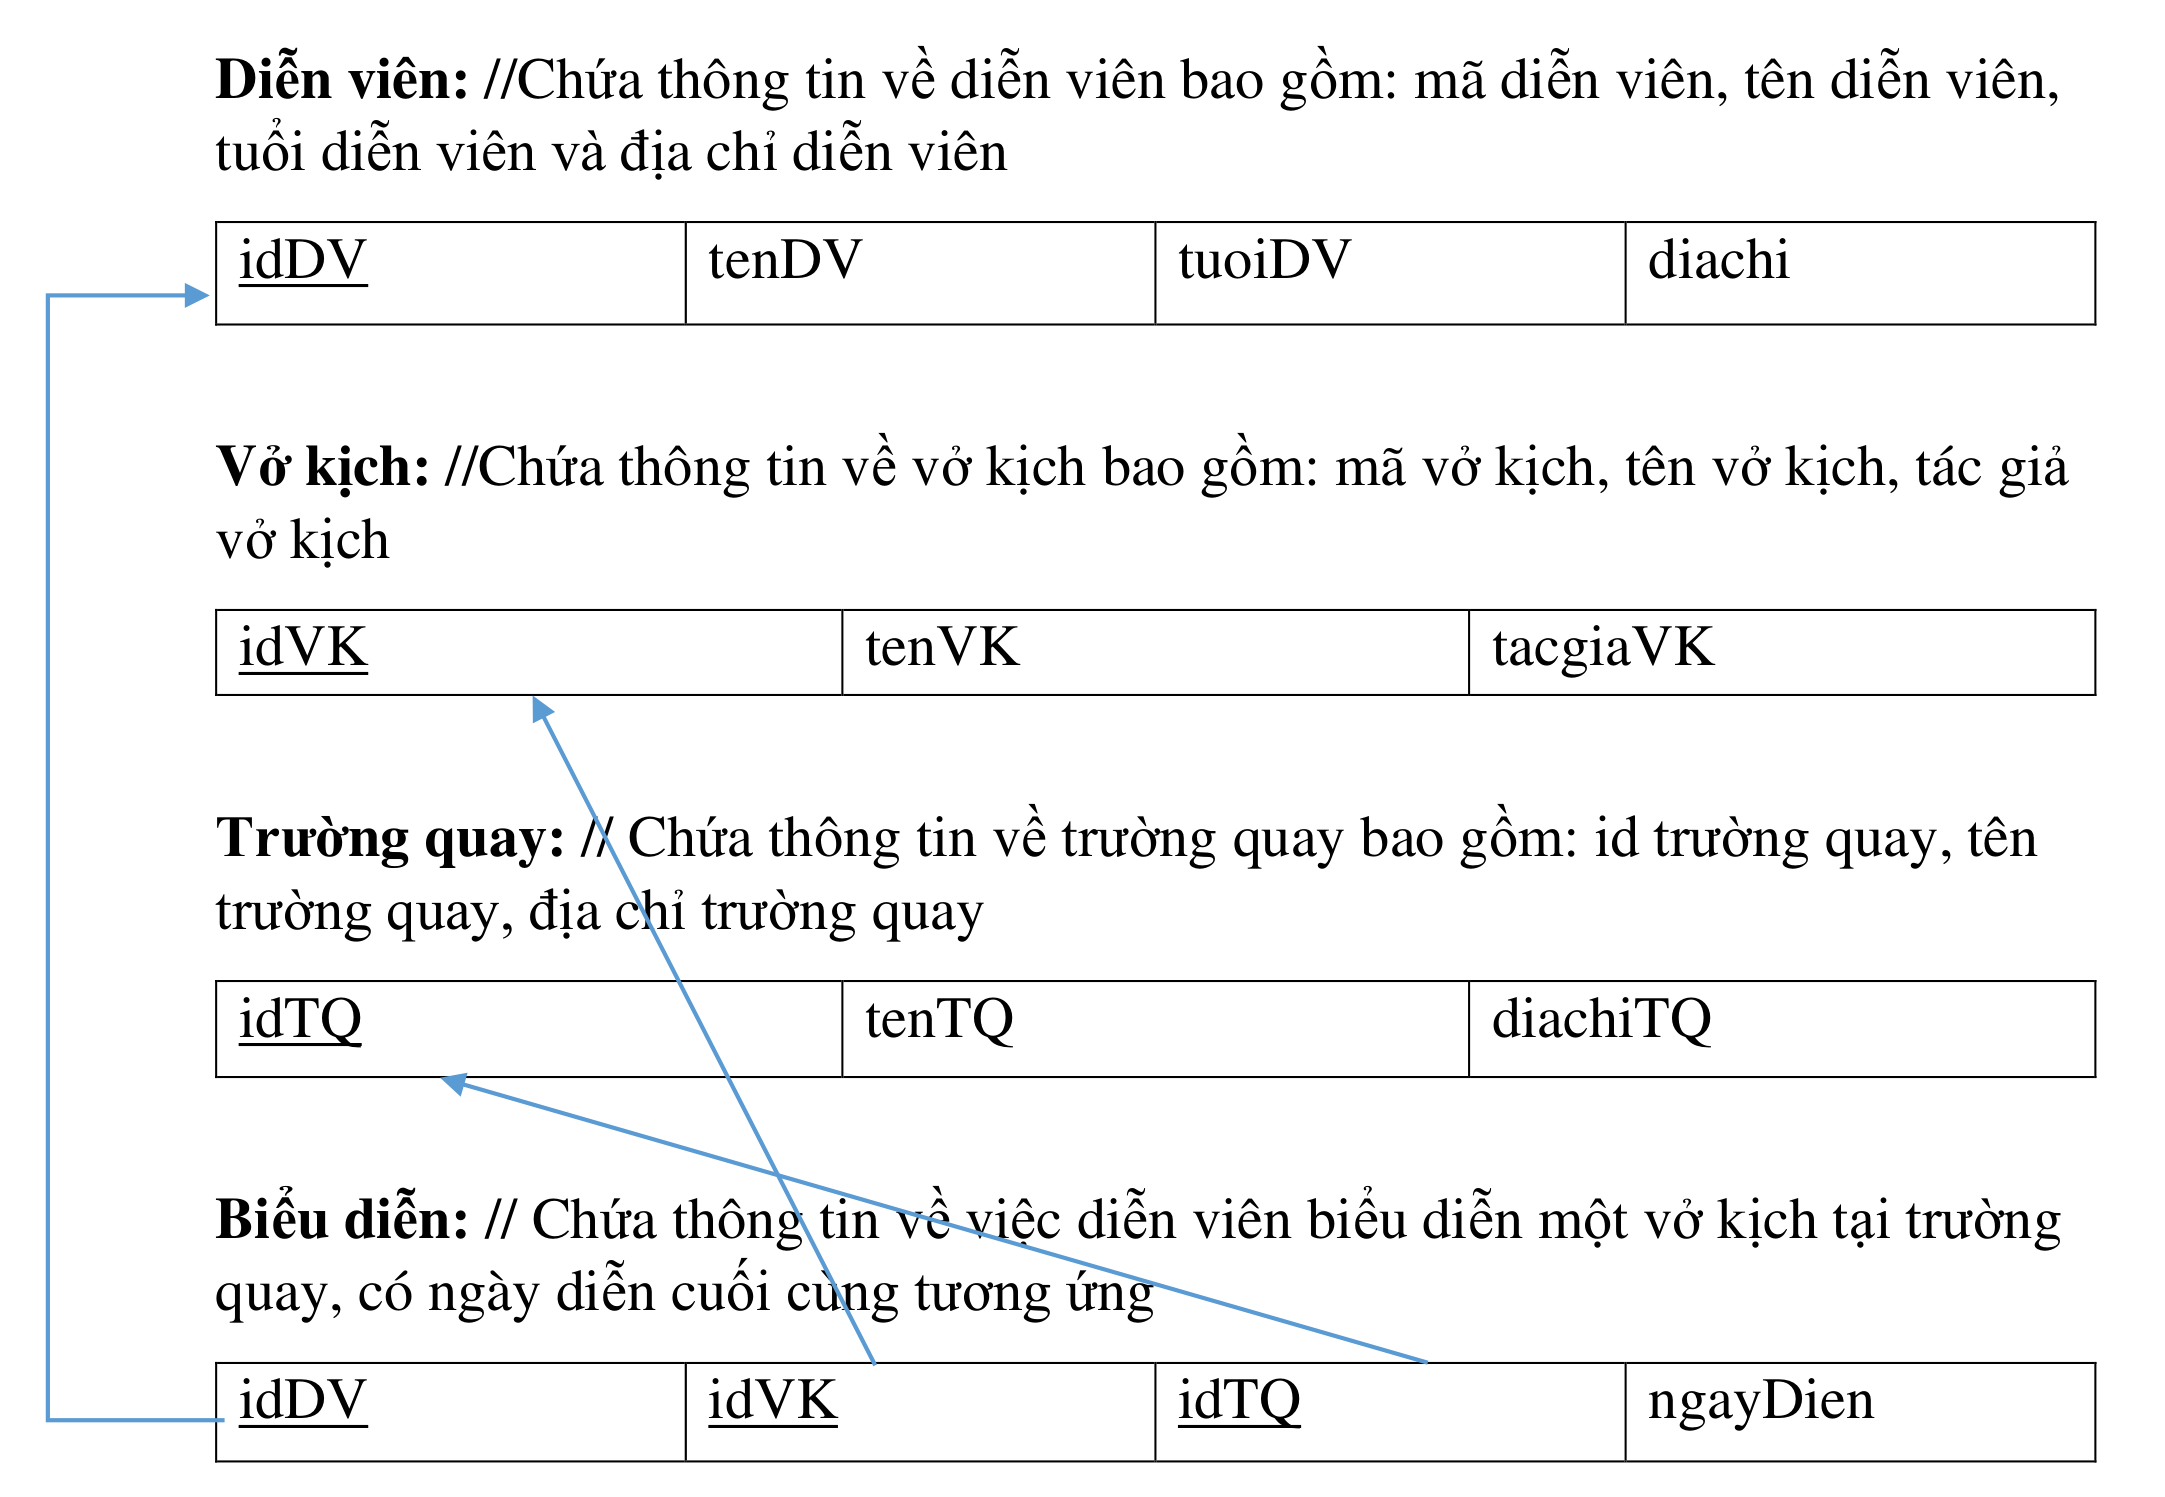 Diễn viên: //Chứa thông tin về diễn viên bao gồm: mã diễn viên, tên diễn viên,
tuổi diễn viên và địa chỉ diễn viên
idDV tenDV tuoiDV diachi
Vở kịch: //Chứa thông tin về vở kịch bao gồm: mã vở kịch, tên vở kịch, tác giả
vở kịch
idVK tenVK tacgiaVK
Trường quay: // Chứa thông tin về trường quay bao gồm: id trường quay, tên
trường quay, địa chỉ trường quay
idTQ tenTQ diachiTQ
Biểu diễn: // Chứa thông tin về việc diễn viên biểu diễn một vở kịch tại trường
quay, có ngày diễn cuối cùng tương ứng
idDV idVK idTQ ngayDien